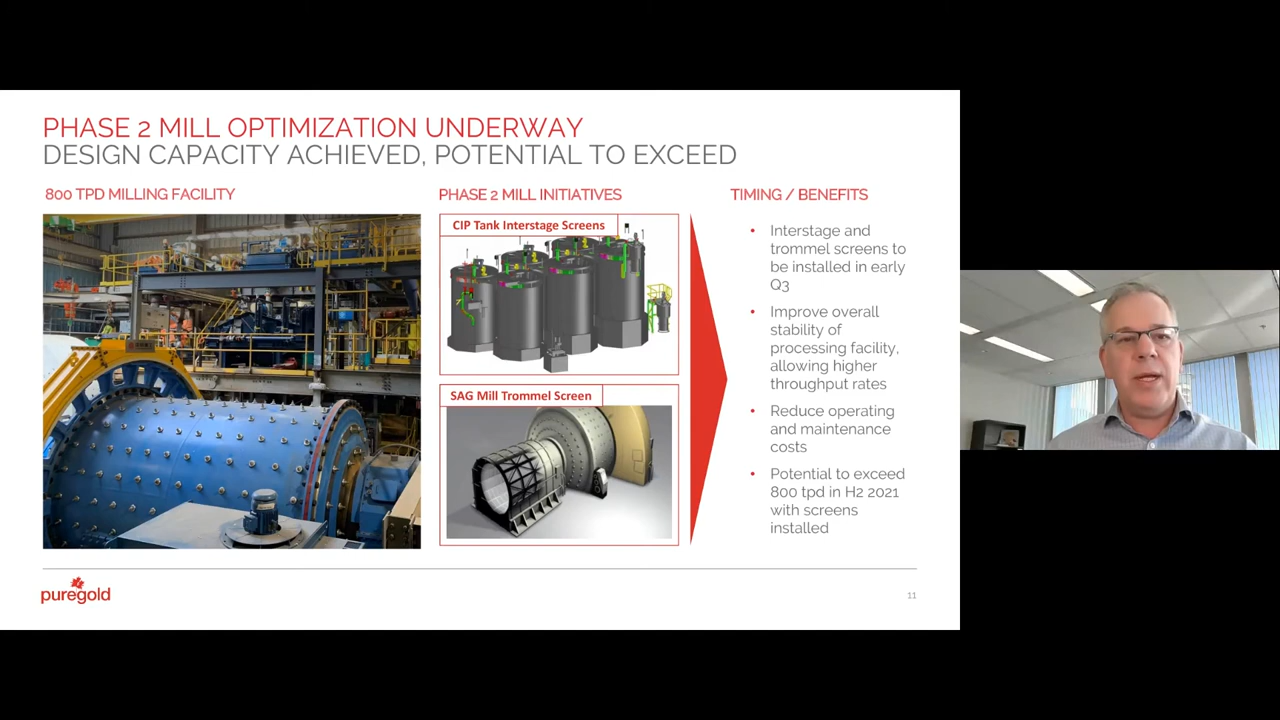 PHASE 2 MILL OPTIMIZATION UNDERWAY
DESIGN CAPACITY ACHIEVED, POTENTIAL TO EXCEED
800 TPD MILLING FACILITY
PHASE 2 MILL INITIATIVES
CIP Tank Interstage Screens
SAG Mill Trommel Screen
TIMING / BENEFITS
• Interstage and
trommel screens to
be installed in early
Q3
• Improve overall
stability of
processing facility,
allowing higher
throughput rates
• Reduce operating
and maintenance
costs
• Potential to exceed
800 tpd in H2 2021
with screens
installed
puregold
11